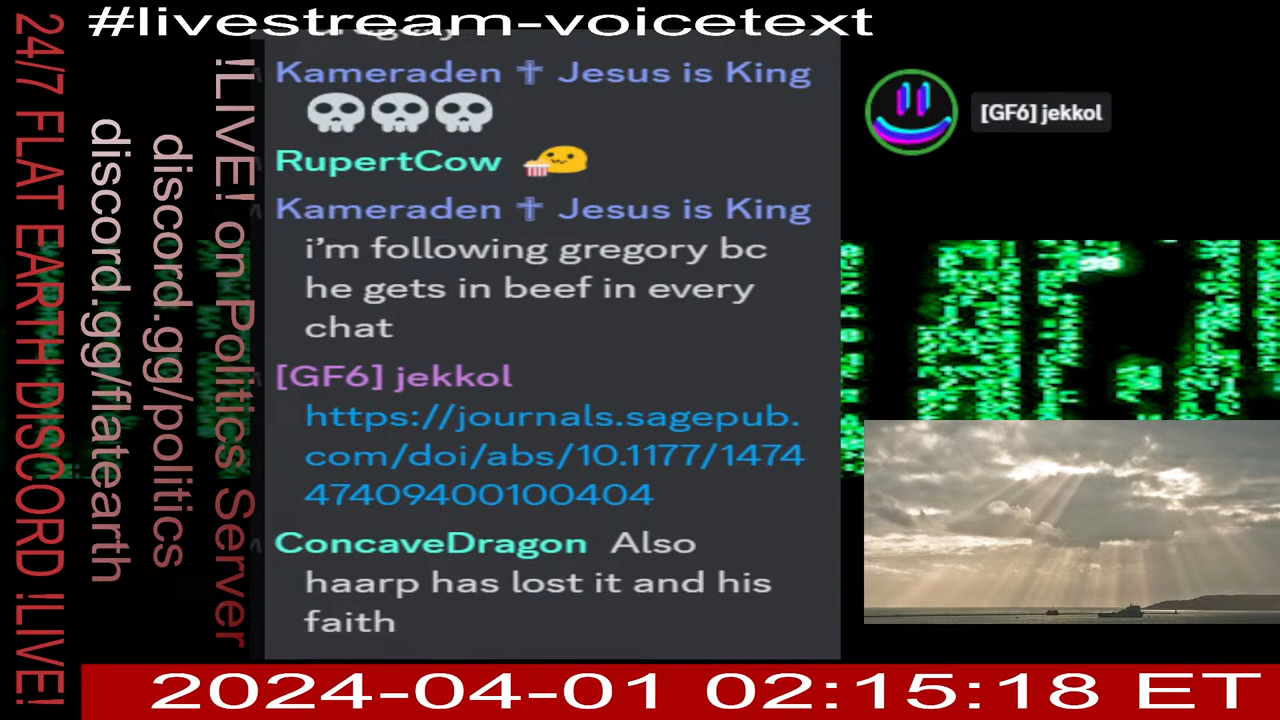 #livestream-voicetext
24/7 FLAT EARTH DISCORD !LIVE!
discord.gg/flatearth
discord.gg/politics
!LIVE! on Politics Server
Kameraden ✝ Jesus is King
💀💀💀
RupertCow
Kameraden ✝ Jesus is King
i’m following gregory bc
he gets in beef in every
chat
[GF6] jekkol
https://journals.sagepub.
com/doi/abs/10.1177/1474
47409400100404
ConcaveDragon Also
haarp has lost it and his
faith
[GF6] jekkol
2024-04-01 02:15:18 ET